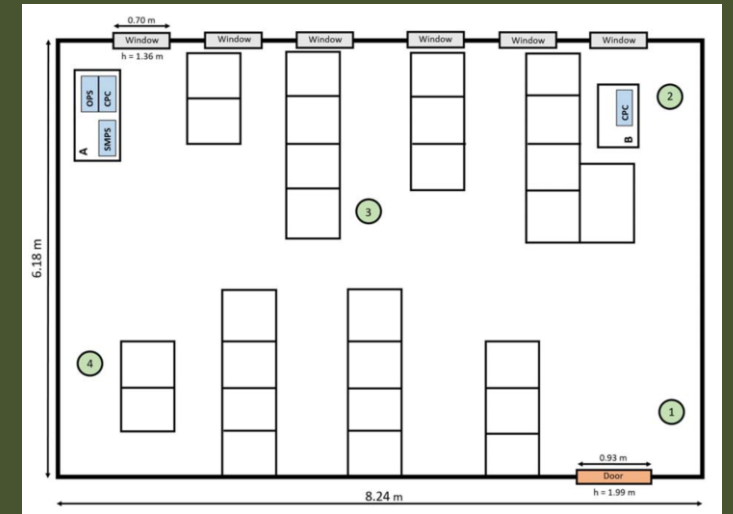 0.70 m
Window
Window
Window
Window
Window
Window
h = 1.36 m
OPS
CPC
SMPS
A
CPC
B
2
3
6.18 m
4
1
0.93 m
Door
h = 1.99 m
8.24 m